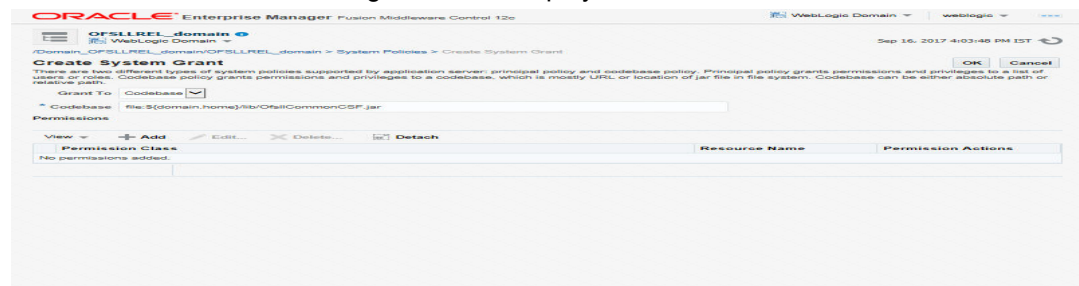 ORACLE Enterprise Manager Fusion Middleware Control 12c WebLogic Domain weblogic
OFSLLREL_domain
WebLogic Domain Sep 16, 2017 4:03:48 PM IST
/Domain_OFSLLREL_domain/OFSLLREL_domain > System Policies > Create System Grant
Create System Grant OK Cancel
There are two different types of system policies supported by application server: principal policy and codebase policy. Principal policy grants permissions and privileges to a list of
users or roles. Codebase policy grants permissions and privileges to a codebase, which is mostly URL or location of jar file in file system. Codebase can be either absolute path or
relative path.
Grant To Codebase
* Codebase file:${domain.home}/lib/OfsllCommonCSF.jar
Permissions
View Add Edit... Delete... Detach
Permission Class Resource Name Permission Actions
No permissions added.